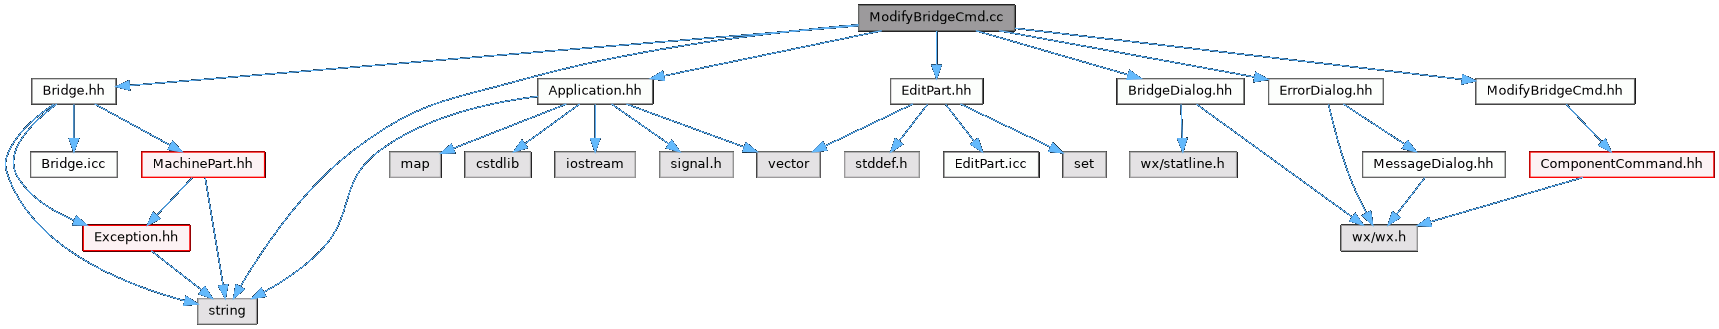 ModifyBridgeCmd.cc
Bridge.hh
Application.hh
EditPart.hh
BridgeDialog.hh
ErrorDialog.hh
ModifyBridgeCmd.hh
Bridge.icc
MachinePart.hh
map
cstdlib
iostream
signal.h
vector
stddef.h
EditPart.icc
set
wx/statline.h
MessageDialog.hh
ComponentCommand.hh
Exception.hh
wx/wx.h
string